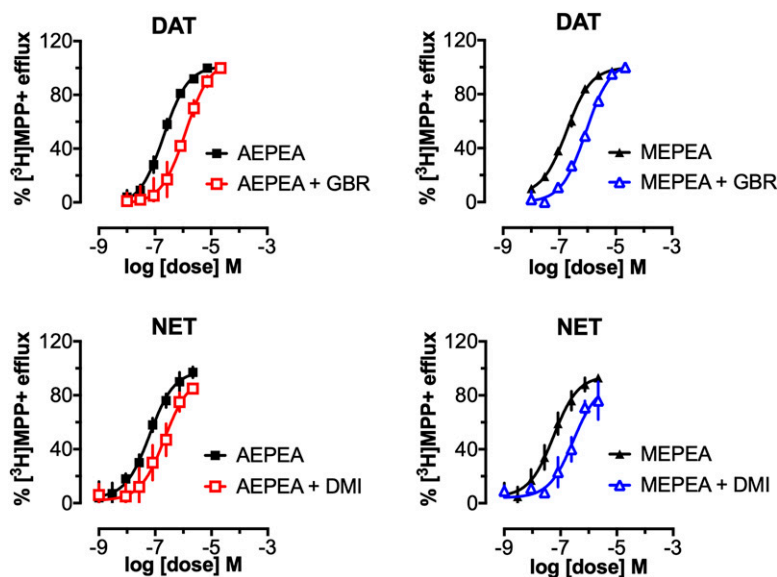 DAT
% [³H]MPP+ efflux
120
80
40
0
AEPEA
AEPEA + GBR
-9 -7 -5 -3
log [dose] M
DAT
% [³H]MPP+ efflux
120
80
40
0
MEPEA
MEPEA + GBR
-9 -7 -5 -3
log [dose] M
NET
% [³H]MPP+ efflux
120
80
40
0
AEPEA
AEPEA + DMI
-9 -7 -5 -3
log [dose] M
NET
% [³H]MPP+ efflux
120
80
40
0
MEPEA
MEPEA + DMI
-9 -7 -5 -3
log [dose] M